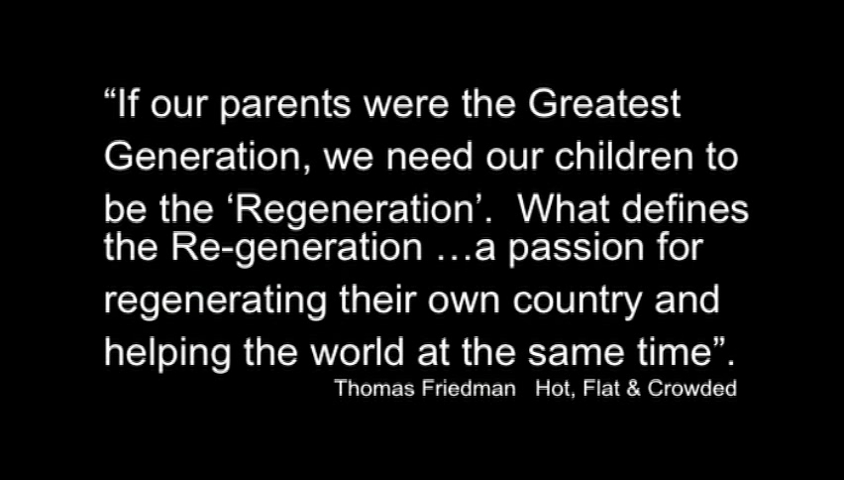 “If our parents were the Greatest
Generation, we need our children to
be the ‘Regeneration’.  What defines
the Re-generation …a passion for
regenerating their own country and
helping the world at the same time”.
Thomas Friedman   Hot, Flat & Crowded